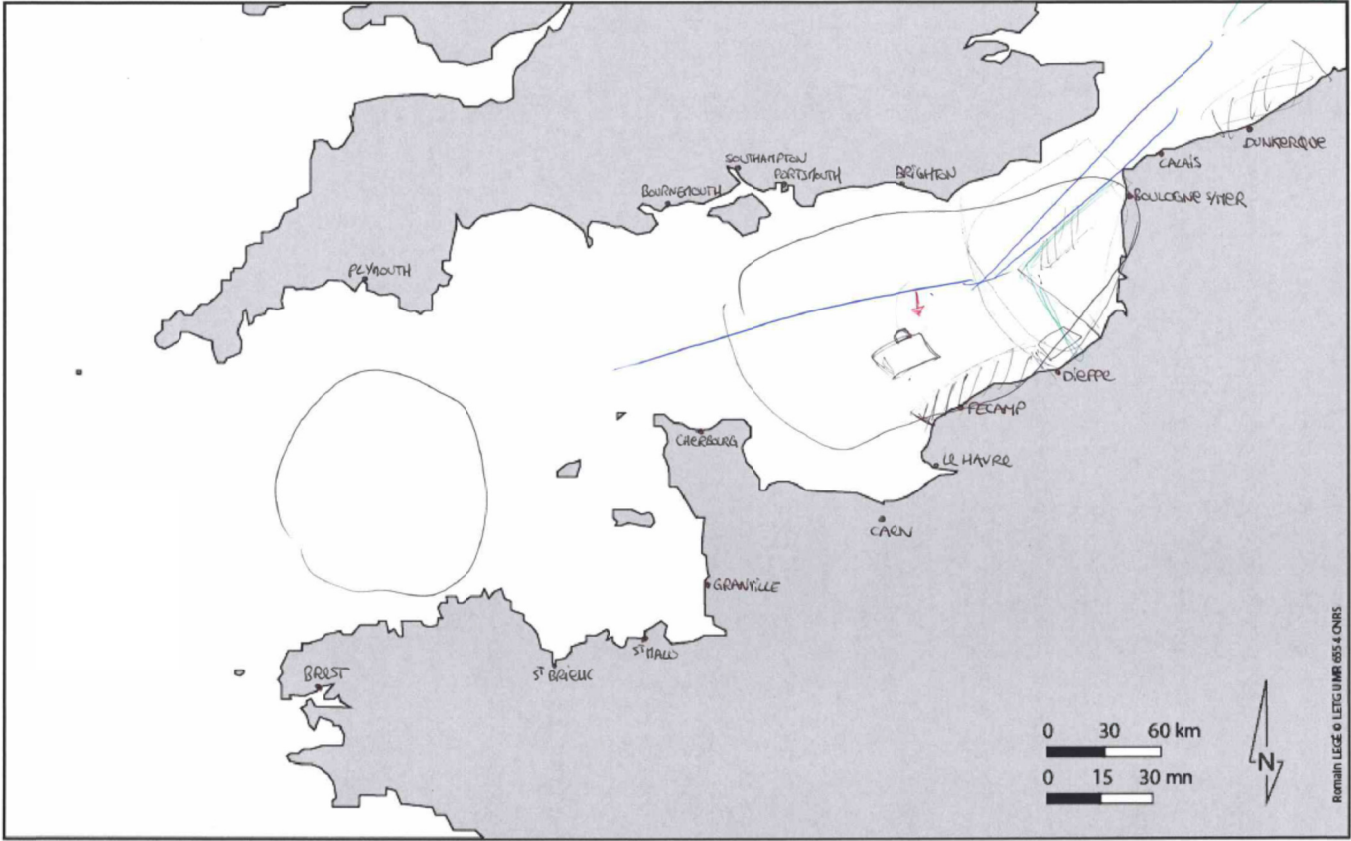 SOUTHAMPTON
PORTSMOUTH
BRIGHTON
BOURNEMOUTH
DUNKERQUE
CALAIS
BOULOGNE S/MER
PLYMOUTH
DIEPPE
FECAMP
CHERBOURG
LE HAVRE
CAEN
GRANVILLE
ST MALO
ST BRIEUC
BREST
0 30 60 km
0 15 30 mn
N
Romain LEGÉ © LETG UMR 6554 CNRS